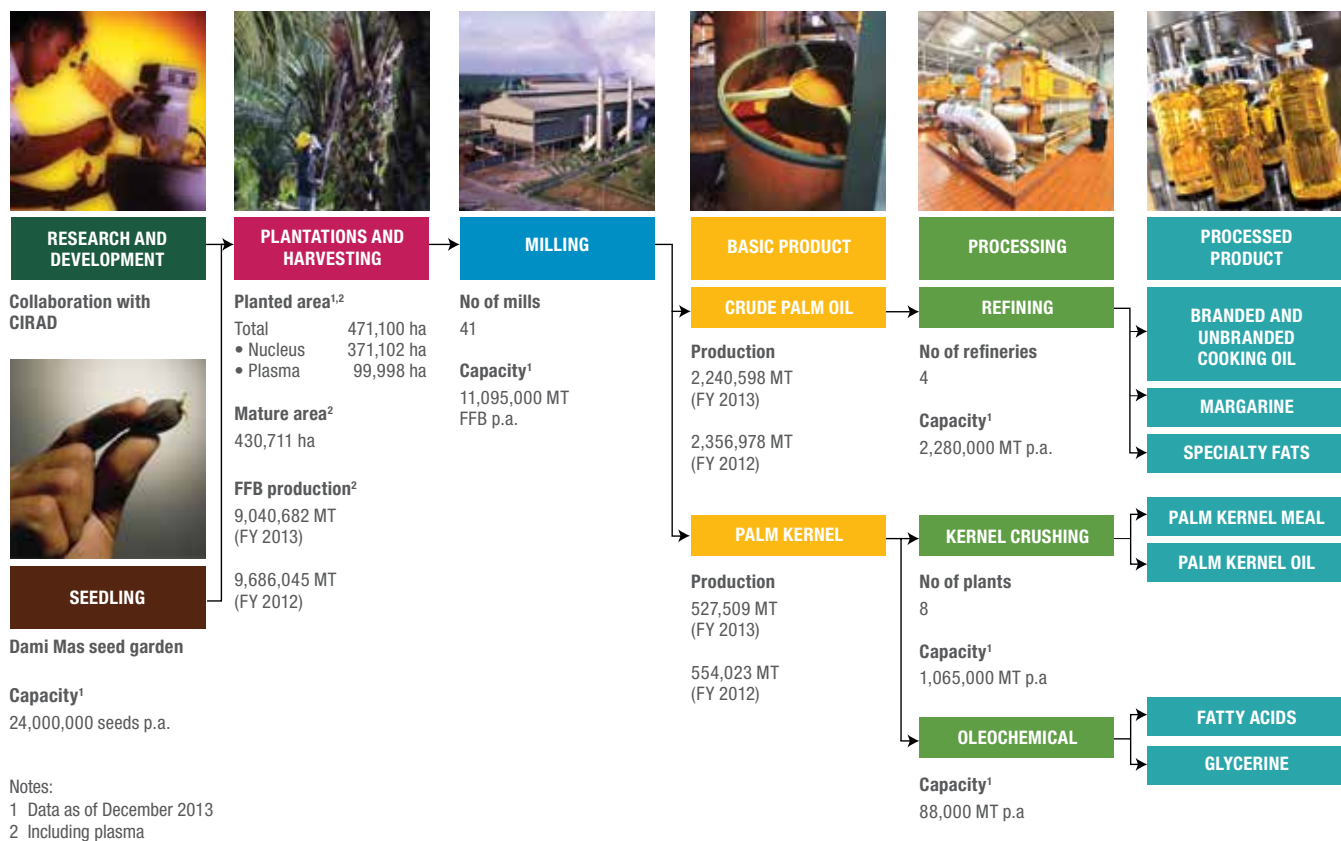 RESEARCH AND
DEVELOPMENT
Collaboration with
CIRAD
SEEDLING
Dami Mas seed garden
Capacity1
24,000,000 seeds p.a.
PLANTATIONS AND
HARVESTING
Planted area1,2
Total 471,100 ha
• Nucleus 371,102 ha
• Plasma 99,998 ha
Mature area2
430,711 ha
FFB production2
9,040,682 MT
(FY 2013)
9,686,045 MT
(FY 2012)
MILLING
No of mills
41
Capacity1
11,095,000 MT
FFB p.a.
BASIC PRODUCT
CRUDE PALM OIL
Production
2,240,598 MT
(FY 2013)
2,356,978 MT
(FY 2012)
PALM KERNEL
Production
527,509 MT
(FY 2013)
554,023 MT
(FY 2012)
PROCESSING
REFINING
No of refineries
4
Capacity1
2,280,000 MT p.a.
KERNEL CRUSHING
No of plants
8
Capacity1
1,065,000 MT p.a
OLEOCHEMICAL
Capacity1
88,000 MT p.a
PROCESSED
PRODUCT
BRANDED AND
UNBRANDED
COOKING OIL
MARGARINE
SPECIALTY FATS
PALM KERNEL MEAL
PALM KERNEL OIL
FATTY ACIDS
GLYCERINE
Notes:
1 Data as of December 2013
2 Including plasma